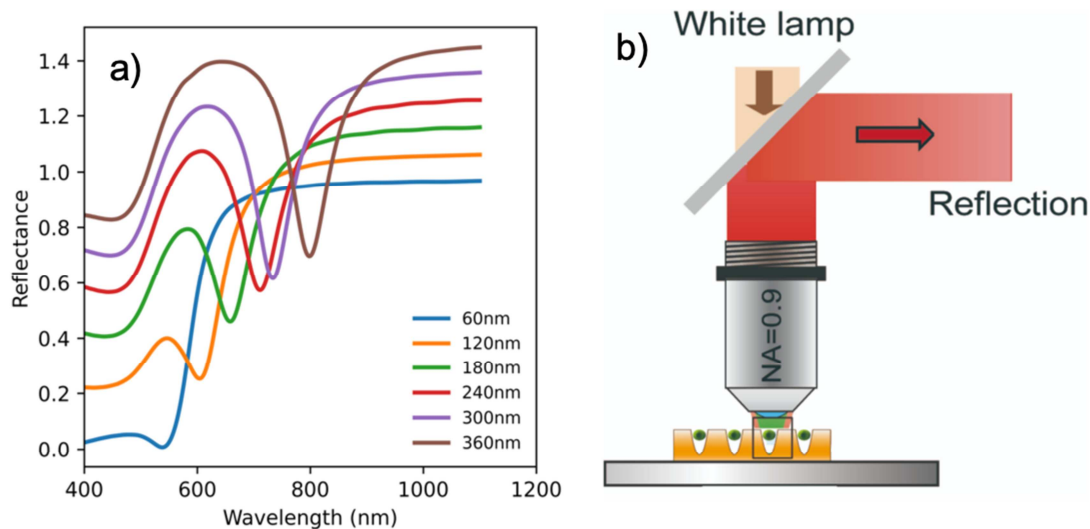 a)
1.4
1.2
1.0
0.8
0.6
0.4
0.2
0.0
Reflectance
60nm
120nm
180nm
240nm
300nm
360nm
400
600
800
1000
1200
Wavelength (nm)
b)
White lamp
Reflection
NA=0.9